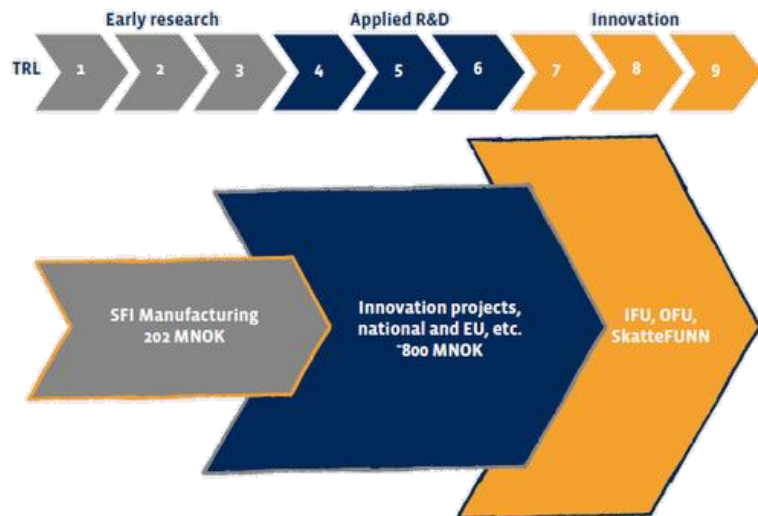 Early research Applied R&D Innovation
TRL 1 2 3 4 5 6 7 8 9
SFI Manufacturing
202 MNOK
Innovation projects,
national and EU, etc.
~800 MNOK
IFU, OFU,
SkatteFUNN